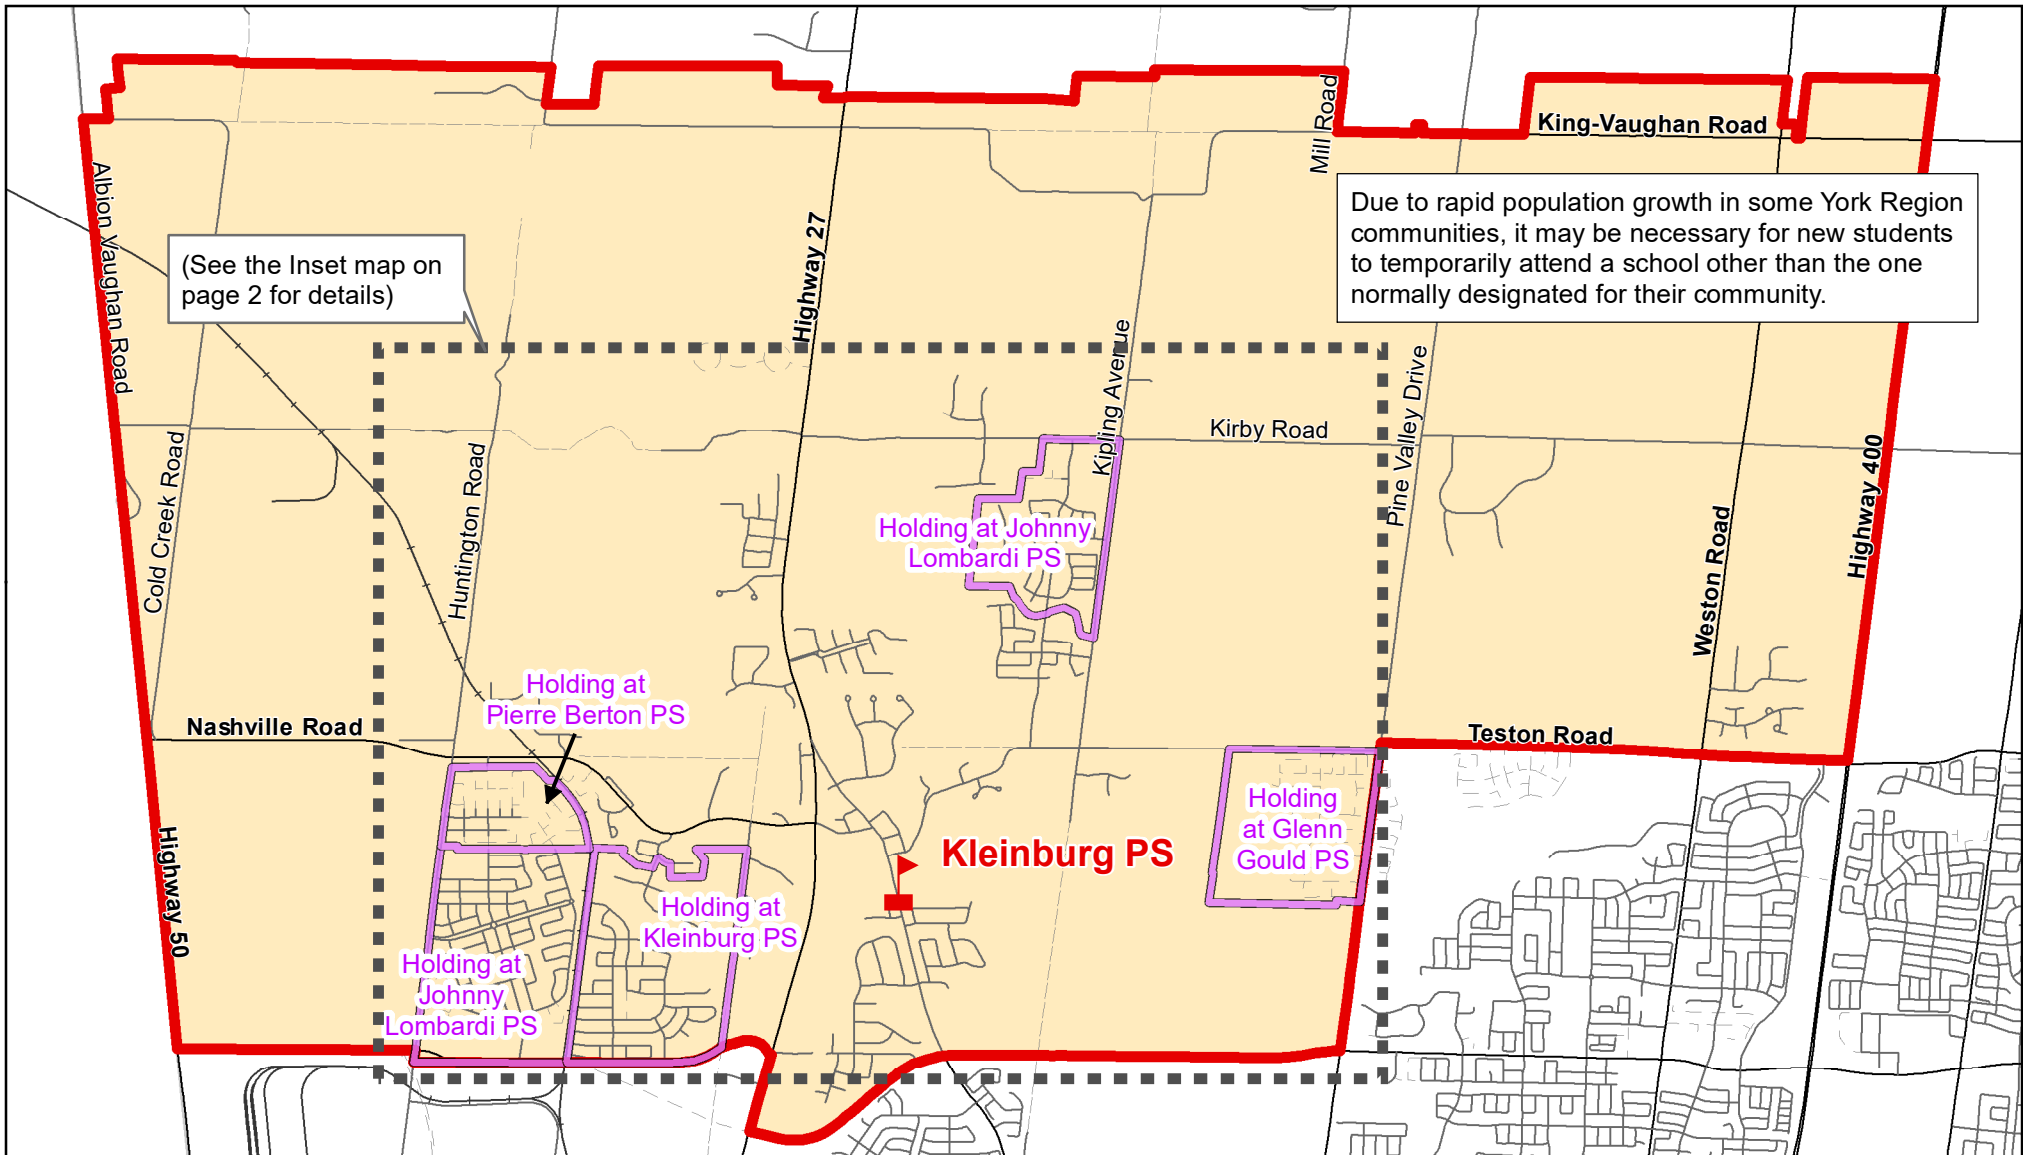 King-Vaughan Road
Mill Road
Albion Vaughan Road
Due to rapid population growth in some York Region
communities, it may be necessary for new students
to temporarily attend a school other than the one
normally designated for their community.
(See the Inset map on
page 2 for details)
Highway 27
Kipling Avenue
Pine Valley Drive
Kirby Road
Cold Creek Road
Huntington Road
Highway 400
Weston Road
Holding at Johnny
Lombardi PS
Holding at
Pierre Berton PS
Nashville Road
Teston Road
Holding
at Glenn
Gould PS
Kleinburg PS
Highway 50
Holding at
Kleinburg PS
Holding at
Johnny
Lombardi PS